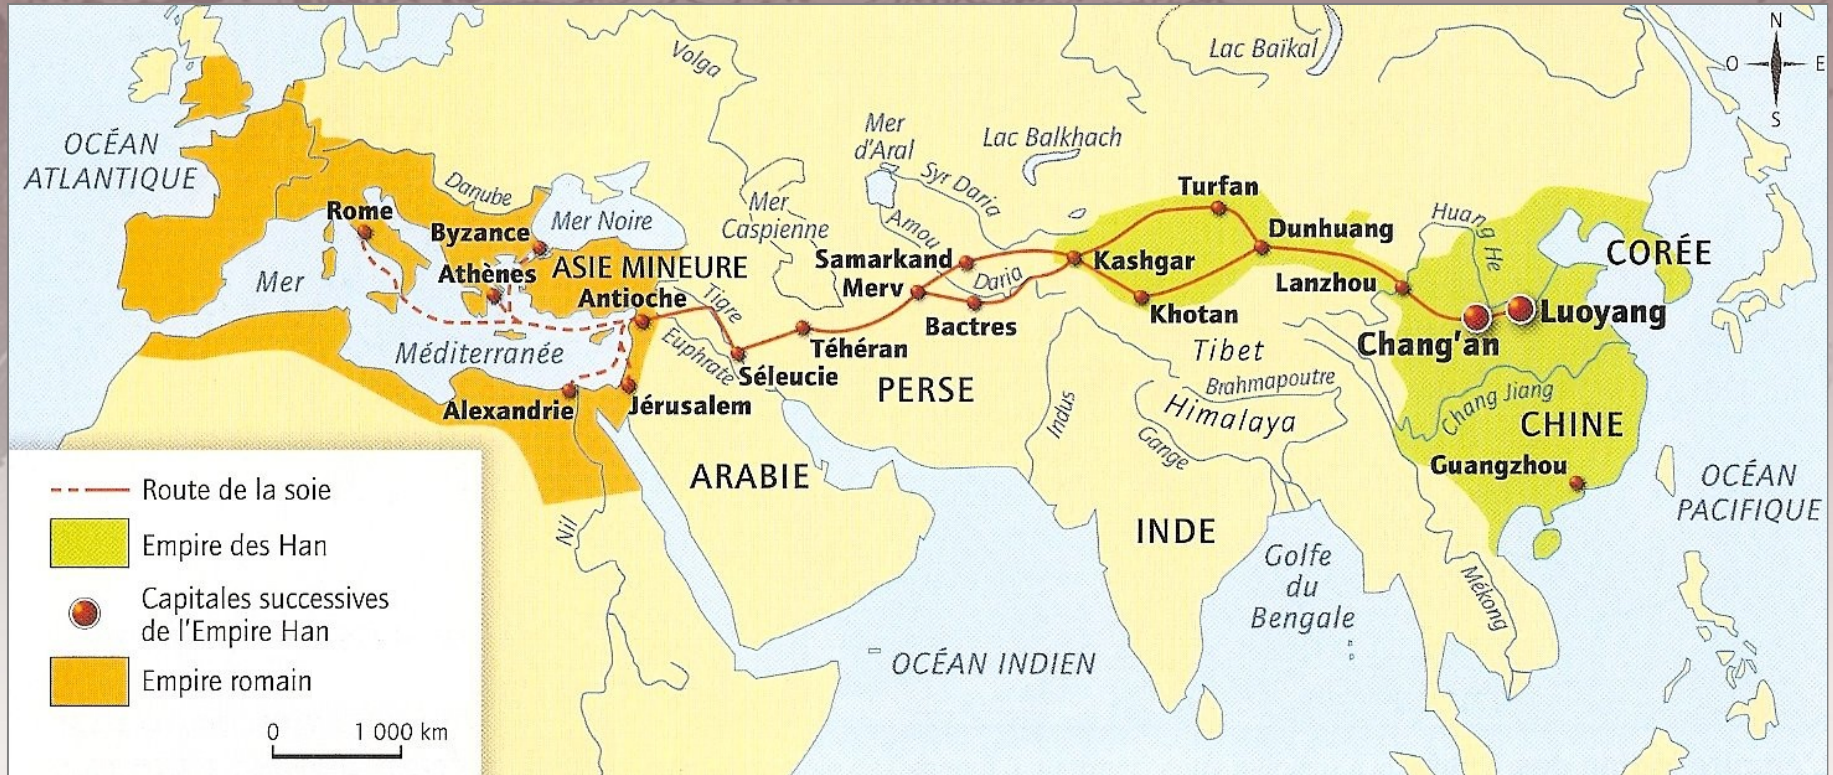 N
O
E
S
Volga
Lac Baïkal
OCÉAN
ATLANTIQUE
Mer
d'Aral
Lac Balkhach
Syr Daria
Danube
Turfan
Rome
Mer Noire
Mer
Caspienne
Amou
Daria
Huang He
Byzance
Dunhuang
CORÉE
Athènes
ASIE MINEURE
Samarkand
Kashgar
Mer
Méditerranée
Antioche
Tigre
Merv
Lanzhou
Bactres
Khotan
Luoyang
Chang'an
Euphrate
Téhéran
Tibet
Séleucie
PERSE
Brahmapoutre
Alexandrie
Jérusalem
Indus
Himalaya
Chang Jiang
CHINE
Gange
Guangzhou
ARABIE
OCÉAN
PACIFIQUE
INDE
Nil
Golfe
du
Bengale
Mékong
OCÉAN INDIEN
Route de la soie
Empire des Han
Capitales successives
de l'Empire Han
Empire romain
0 1 000 km